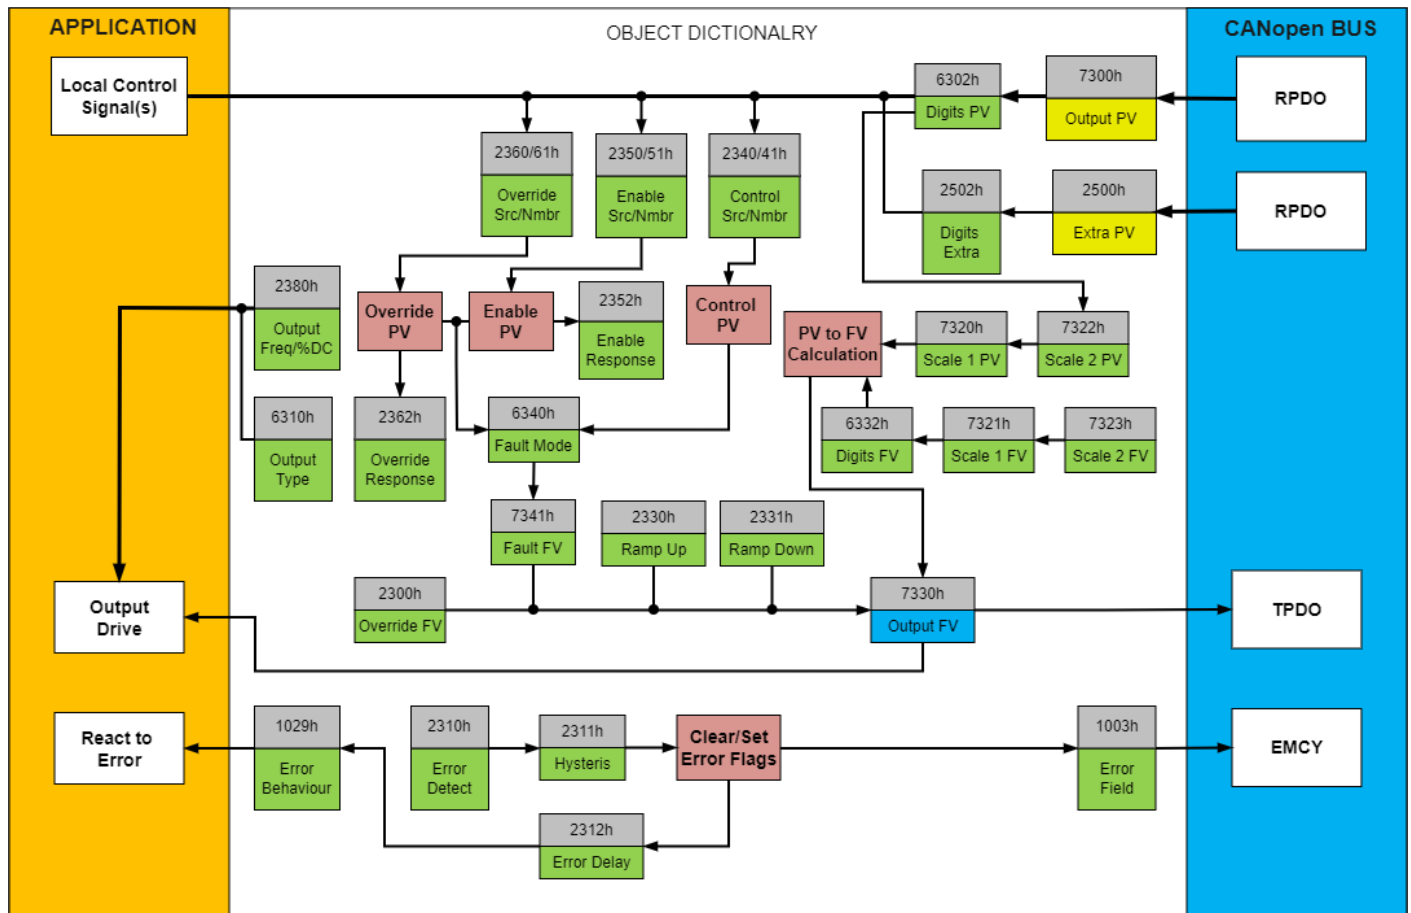 APPLICATION
OBJECT DICTIONALRY
CANopen BUS
Local Control
Signal(s)
6302h
Digits PV
7300h
Output PV
RPDO
2360/61h
Override
Src/Nmbr
2350/51h
Enable
Src/Nmbr
2340/41h
Control
Src/Nmbr
2502h
Digits
Extra
2500h
Extra PV
RPDO
2380h
Output
Freq/%DC
Override
PV
Enable
PV
2352h
Enable
Response
Control
PV
PV to FV
Calculation
7320h
Scale 1 PV
7322h
Scale 2 PV
6310h
Output
Type
2362h
Override
Response
6340h
Fault Mode
6332h
Digits FV
7321h
Scale 1 FV
7323h
Scale 2 FV
7341h
Fault FV
2330h
Ramp Up
2331h
Ramp Down
Output
Drive
2300h
Override FV
7330h
Output FV
TPDO
React to
Error
1029h
Error
Behaviour
2310h
Error
Detect
2311h
Hysteris
Clear/Set
Error Flags
1003h
Error
Field
EMCY
2312h
Error Delay